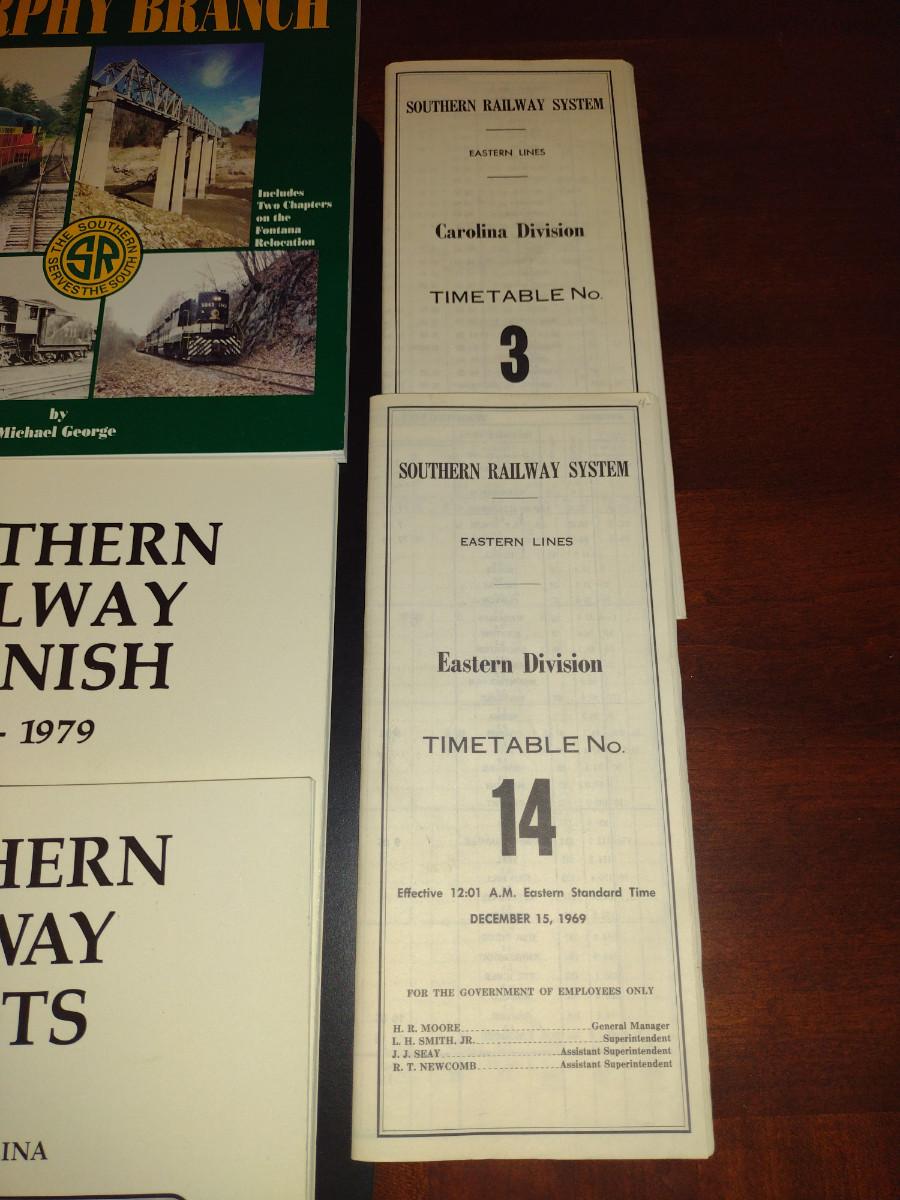 RPHY BRANCH
Includes
Two Chapters
on the
Fontana
Relocation
THE SOUTHERN
SR
SERVES THE SOUTH
by
Michael George
THERN
LWAY
NISH
- 1979
HERN
WAY
TS
INA
SOUTHERN RAILWAY SYSTEM
EASTERN LINES
Carolina Division
TIMETABLE No.
3
SOUTHERN RAILWAY SYSTEM
EASTERN LINES
Eastern Division
TIMETABLE No.
14
Effective 12:01 A.M. Eastern Standard Time
DECEMBER 15, 1969
FOR THE GOVERNMENT OF EMPLOYEES ONLY
H. R. MOORE General Manager
L. H. SMITH, JR. Superintendent
J. J. SEAY Assistant Superintendent
R. T. NEWCOMB Assistant Superintendent